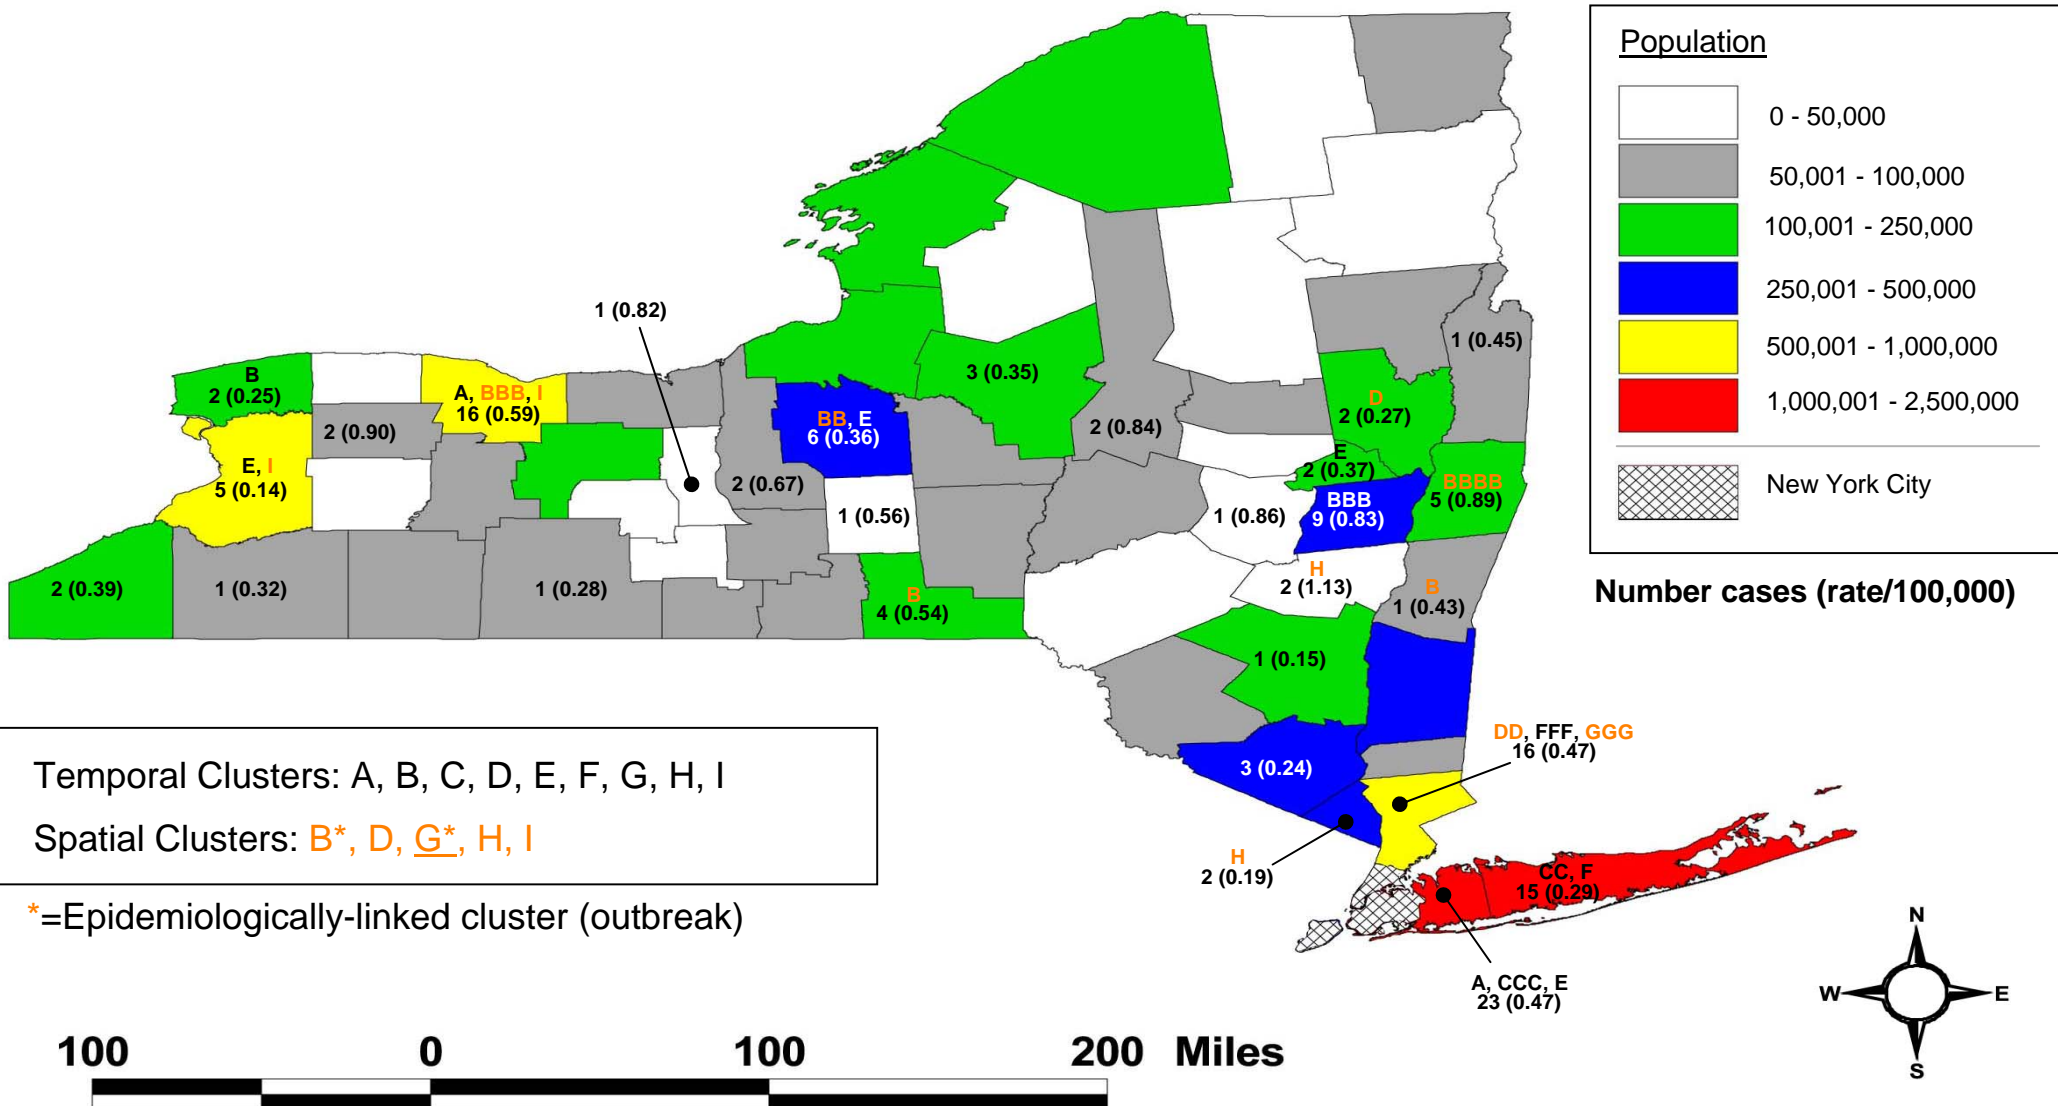 Population
0 - 50,000
50,001 - 100,000
100,001 - 250,000
250,001 - 500,000
500,001 - 1,000,000
1,000,001 - 2,500,000
New York City
Number cases (rate/100,000)
1 (0.82)
1 (0.45)
3 (0.35)
B
2 (0.25)
A, BBB, I
16 (0.59)
D
2 (0.27)
BB, E
6 (0.36)
2 (0.84)
2 (0.90)
E
2 (0.37)
E, I
5 (0.14)
2 (0.67)
BBBB
5 (0.89)
BBB
9 (0.83)
1 (0.56)
1 (0.86)
2 (0.39)
1 (0.32)
1 (0.28)
B
4 (0.54)
H
2 (1.13)
B
1 (0.43)
1 (0.15)
DD, FFF, GGG
16 (0.47)
3 (0.24)
H
2 (0.19)
CC, F
15 (0.29)
A, CCC, E
23 (0.47)
Temporal Clusters: A, B, C, D, E, F, G, H, I
Spatial Clusters: B*, D, G*, H, I
*=Epidemiologically-linked cluster (outbreak)
N
W E
S
100 0 100 200 Miles